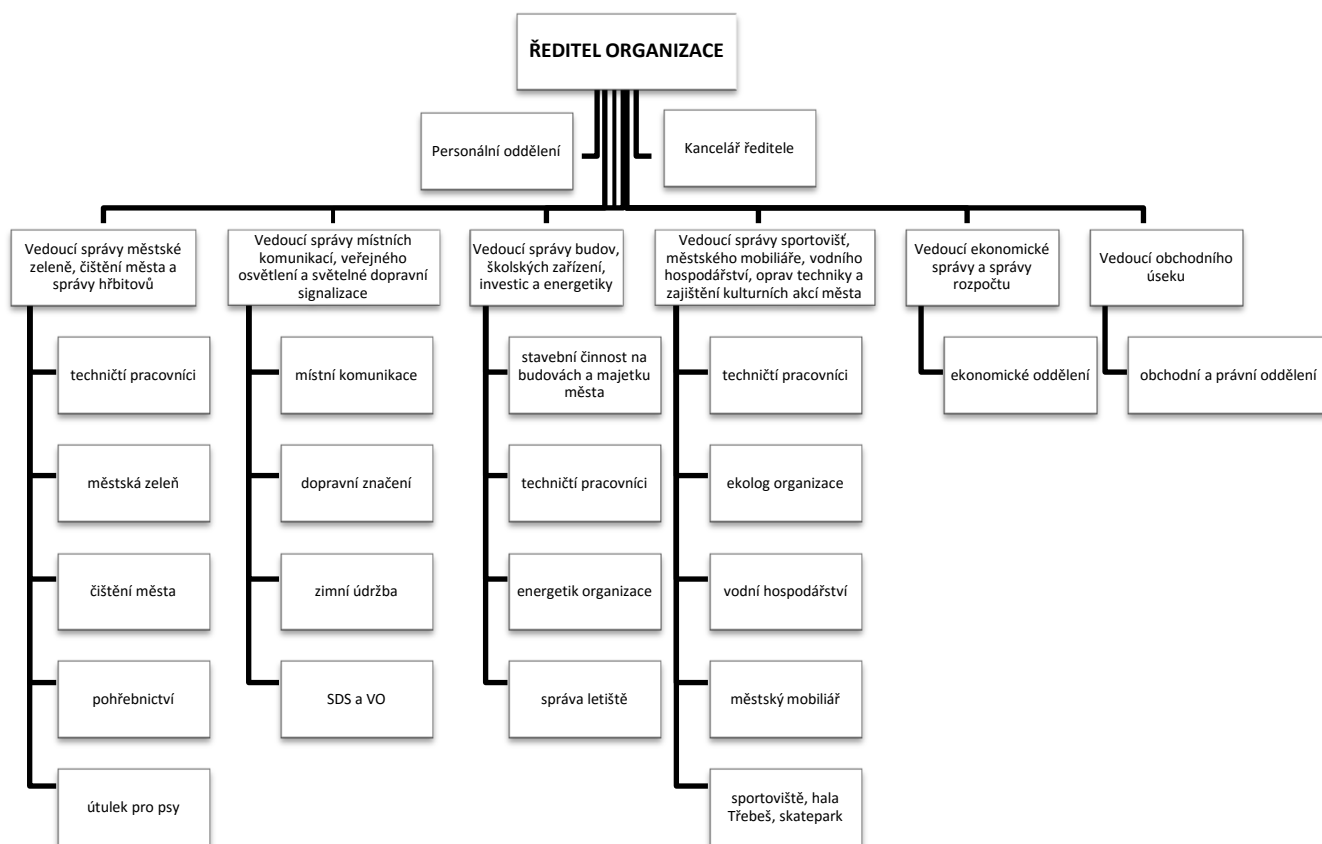 ŘEDITEL ORGANIZACE
Personální oddělení
Kancelář ředitele
Vedoucí správy městské
zeleně, čištění města a
správy hřbitovů
techničtí pracovníci
městská zeleň
čištění města
pohřebnictví
útulek pro psy
Vedoucí správy místních
komunikací, veřejného
osvětlení a světelné dopravní
signalizace
místní komunikace
dopravní značení
zimní údržba
SDS a VO
Vedoucí správy budov,
školských zařízení,
investic a energetiky
stavební činnost na
budovách a majetku
města
techničtí pracovníci
energetik organizace
správa letiště
Vedoucí správy sportovišť,
městského mobiliáře, vodního
hospodářství, oprav techniky a
zajištění kulturních akcí města
techničtí pracovníci
ekolog organizace
vodní hospodářství
městský mobiliář
sportoviště, hala
Třebeš, skatepark
Vedoucí ekonomické
správy a správy
rozpočtu
ekonomické oddělení
Vedoucí obchodního
úseku
obchodní a právní oddělení